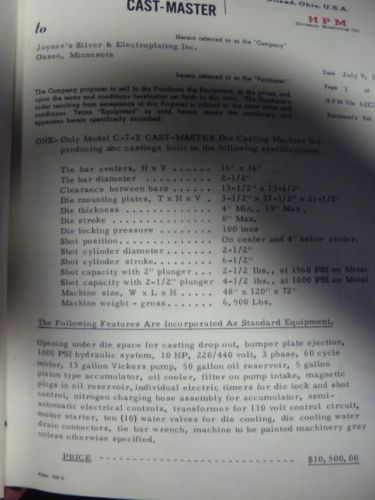 CAST-MASTER
Ohio, U.S.A.
HPM
Division Koehring Co.
to
Herein referred to as the "Company"
Joyner's Silver & Electroplating Inc.
Osseo, Minnesota
herein referred to as the "Purchaser."
Date July 9, 1
Page 1 of
H-P-M File
Purchaser's Ref.
The Company proposes to sell to the Purchaser the Equipment, at the prices, and
upon the terms and conditions hereinafter set forth in this form. The Purchaser's
order resulting from acceptance of this Proposal is subject to the same terms and
conditions. Terms "Equipment" as used herein means the machinery and
apparatus herein specifically described.
ONE-Only Model C-7-Z CAST-MASTER Die Casting Machine for
producing zinc castings built to the following specifications:
Tie bar centers, H x V ...... 16" x 16"
Tie bar diameter ........... 2-1/2"
Clearance between bars ...... 13-1/2" x 13-1/2"
Die mounting plates, T x H x V . 3-1/2" x 21-1/2" x 21-1/2"
Die thickness .............. 4" Min., 19" Max.
Die stroke ................ 8" Max.
Die locking pressure ........ 100 tons
Shot position .............. On center and 4" below center.
Shot cylinder diameter ....... 2-1/2"
Shot cylinder stroke ......... 6-1/2"
Shot capacity with 2" plunger ... 2-1/2 lbs., at 1560 PSI on Metal
Shot capacity with 2-1/2" plunger 4-1/2 lbs., at 1000 PSI on Metal
Machine size, W x L x H ..... 48" x 120" x 72"
Machine weight - gross ....... 6,900 Lbs.
The Following Features Are Incorporated As Standard Equipment,
Opening under die space for casting drop out, bumper plate ejection,
1000 PSI hydraulic system, 10 HP, 220/440 volt, 3 phase, 60 cycle
motor, 13 gallon Vickers pump, 50 gallon oil reservoir, 5 gallon
piston type accumulator, oil cooler, filter on pump intake, magnetic
plugs in oil reservoir, individual electric timers for die lock and shot
control, nitrogen charging hose assembly for accumulator, semi-
automatic electrical controls, transformer for 110 volt control circuit,
motor starter, ten (10) water valves for die cooling, die cooling water
drain connectors, tie bar wrench, machine to be painted machinery gray
unless otherwise specified.
PRICE - - - - - - - - - - - - - - - - - - - - $10,500.00